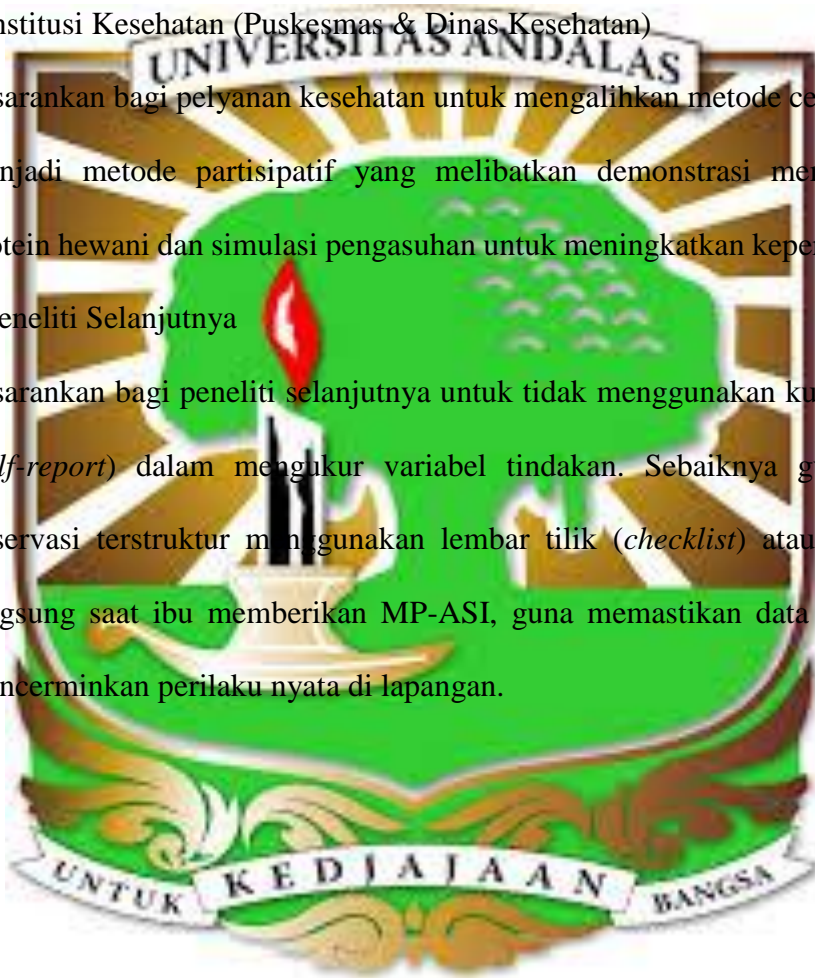 nstitusi Kesehatan (Puskesmas & Dinas Kesehatan)
UNIVERSITAS ANDALAS
sarankan bagi pelyanan kesehatan untuk mengalihkan metode ce
njadi metode partisipatif yang melibatkan demonstrasi mem
otein hewani dan simulasi pengasuhan untuk meningkatkan keper
eneliti Selanjutnya
sarankan bagi peneliti selanjutnya untuk tidak menggunakan ku
lf-report) dalam mengukur variabel tindakan. Sebaiknya g
servasi terstruktur menggunakan lembar tilik (checklist) atau
gsung saat ibu memberikan MP-ASI, guna memastikan data
ncerminkan perilaku nyata di lapangan.
UNTUK KEDJAJAAN BANGSA